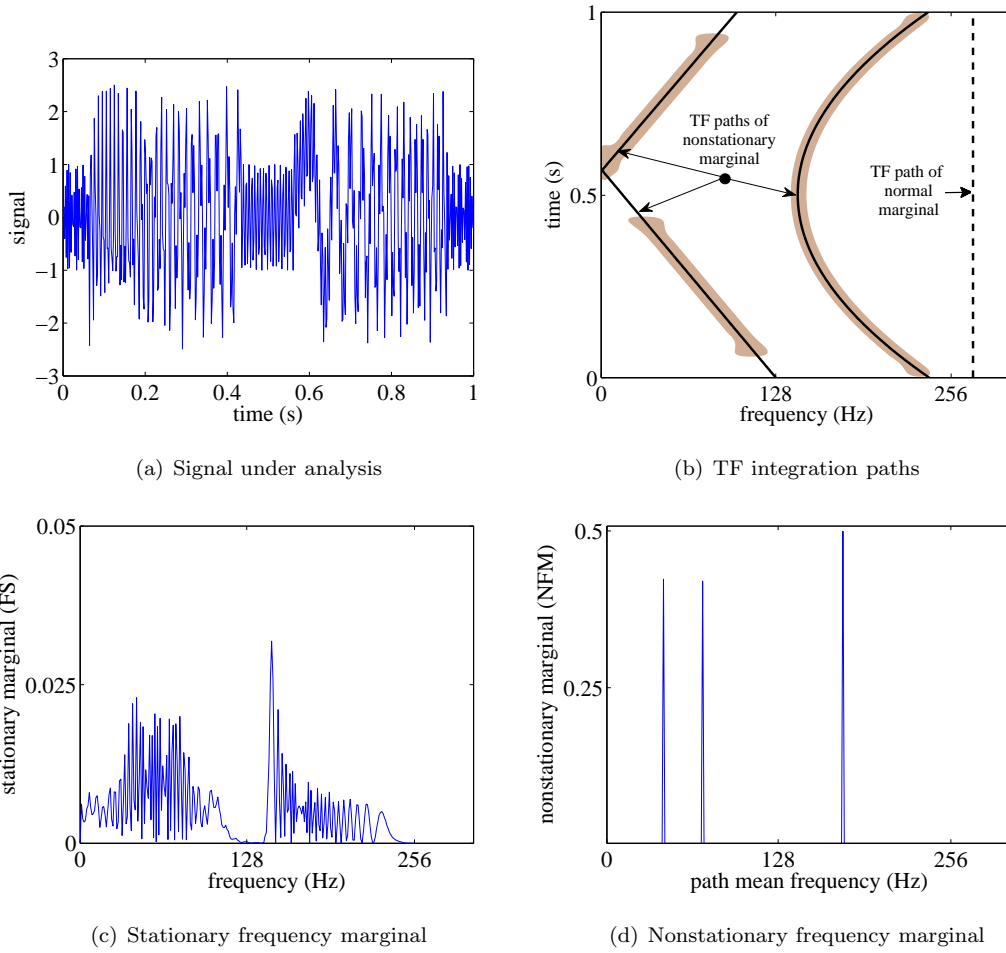 3
2
1
0
−1
−2
−3
signal
0
0.2
0.4
0.6
0.8
1
time (s)
(a) Signal under analysis
1
0.5
0
time (s)
TF paths of
nonstationary
marginal
TF path of
normal
marginal
0
128
256
frequency (Hz)
(b) TF integration paths
0.05
0.025
0
stationary marginal (FS)
0
128
256
frequency (Hz)
(c) Stationary frequency marginal
0.5
0.25
nonstationary marginal (NFM)
0
128
256
path mean frequency (Hz)
(d) Nonstationary frequency marginal